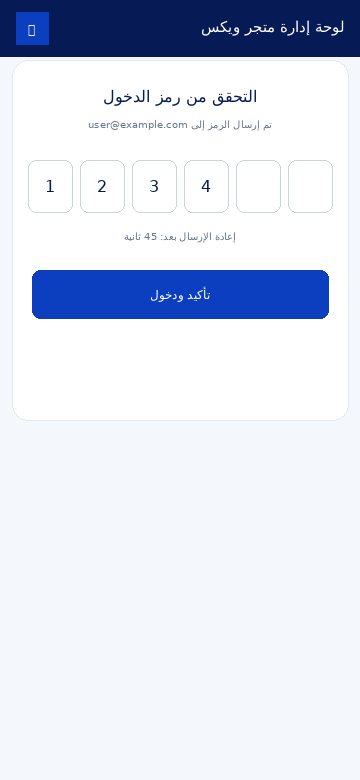 لوحة إدارة متجر ويكس
التحقق من رمز الدخول
تم إرسال الرمز إلى user@example.com
1 2 3 4
إعادة الإرسال بعد: 45 ثانية
تأكيد ودخول